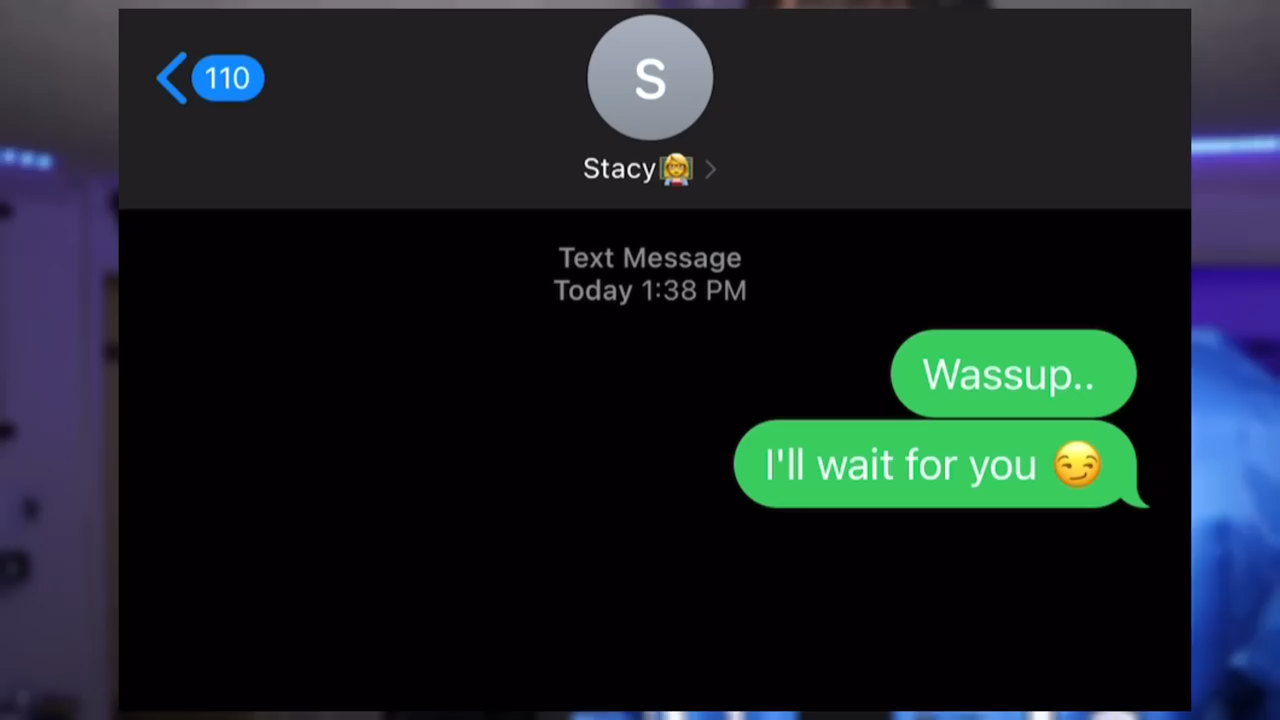 110
S
Stacy👩‍🏫
Text Message
Today 1:38 PM
Wassup..
I'll wait for you 😏